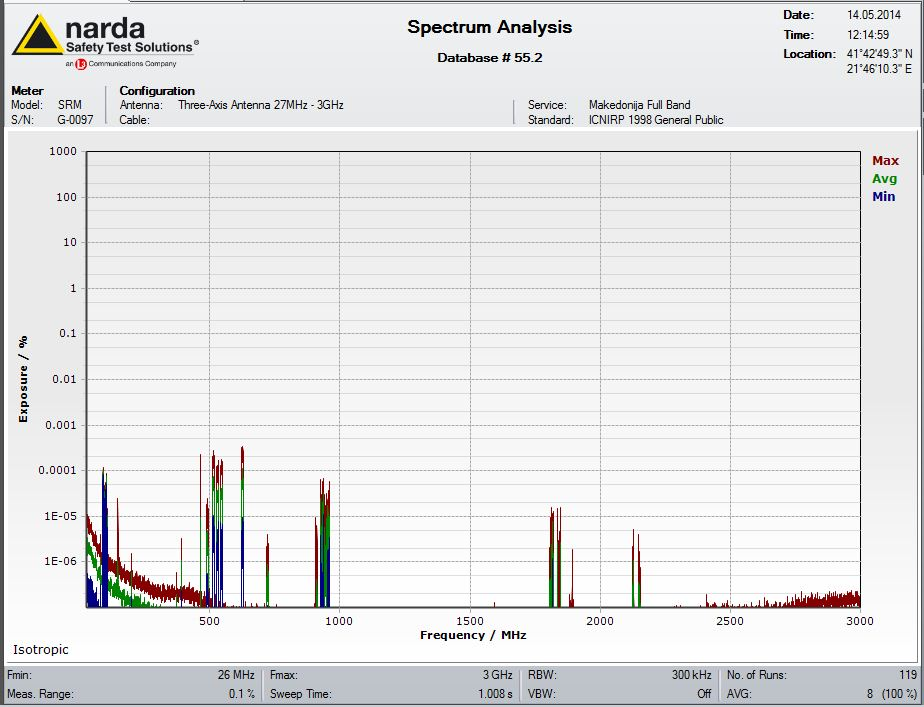 narda
Safety Test Solutions®
an L3 Communications Company
Spectrum Analysis
Database # 55.2
Date: 14.05.2014
Time: 12:14:59
Location: 41°42'49.3" N
21°46'10.3" E
Meter
Model: SRM
S/N: G-0097
Configuration
Antenna: Three-Axis Antenna 27MHz - 3GHz
Cable:
Service: Makedonija Full Band
Standard: ICNIRP 1998 General Public
Max
Avg
Min
Exposure / %
1000
100
10
1
0.1
0.01
0.001
0.0001
1E-05
1E-06
500 1000 1500 2000 2500 3000
Frequency / MHz
Isotropic
Fmin: 26 MHz Fmax: 3 GHz RBW: 300 kHz No. of Runs: 119
Meas. Range: 0.1 % Sweep Time: 1.008 s VBW: Off AVG: 8 (100 %)